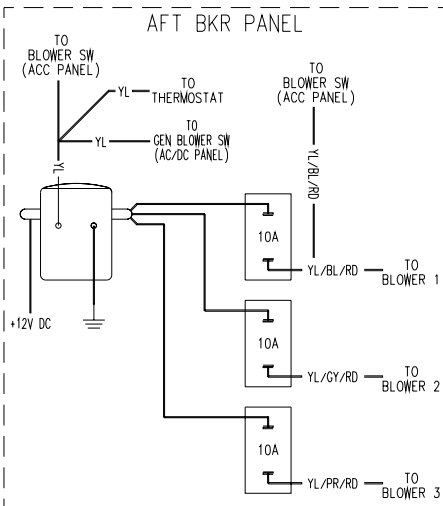 AFT BKR PANEL
TO
BLOWER SW
(ACC PANEL)
YL
TO
THERMOSTAT
TO
GEN BLOWER SW
(AC/DC PANEL)
YL
YL
TO
BLOWER SW
(ACC PANEL)
YL/BL/RD
10A
YL/BL/RD
TO
BLOWER 1
+12V DC
10A
YL/GY/RD
TO
BLOWER 2
10A
YL/PR/RD
TO
BLOWER 3